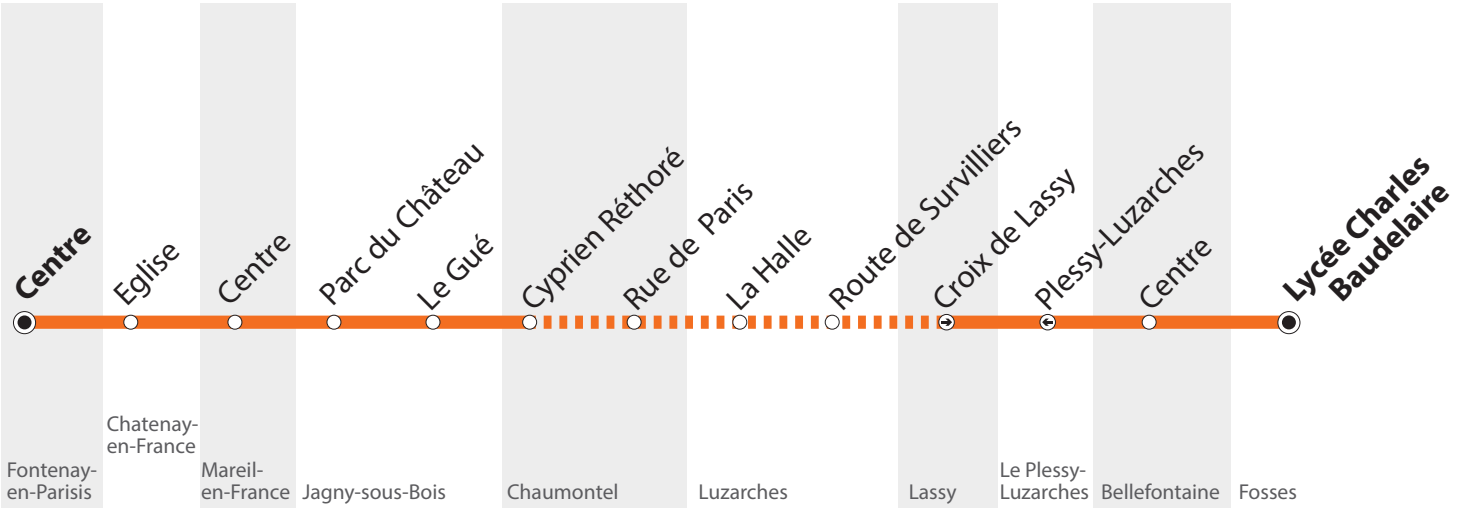 Centre
Eglise
Centre
Parc du Château
Le Gué
Cyprien Réthoré
Rue de Paris
La Halle
Route de Survilliers
Croix de Lassy
Plessy-Luzarches
Centre
Lycée Charles
Baudelaire
Fontenay-
en-Parisis
Chatenay-
en-France
Mareil-
en-France
Jagny-sous-Bois
Chaumontel
Luzarches
Lassy
Le Plessy-
Luzarches
Bellefontaine
Fosses